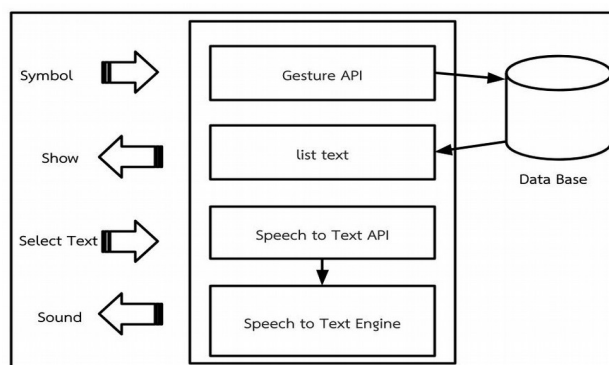 Symbol
Gesture API
Show
list text
Data Base
Select Text
Speech to Text API
Sound
Speech to Text Engine